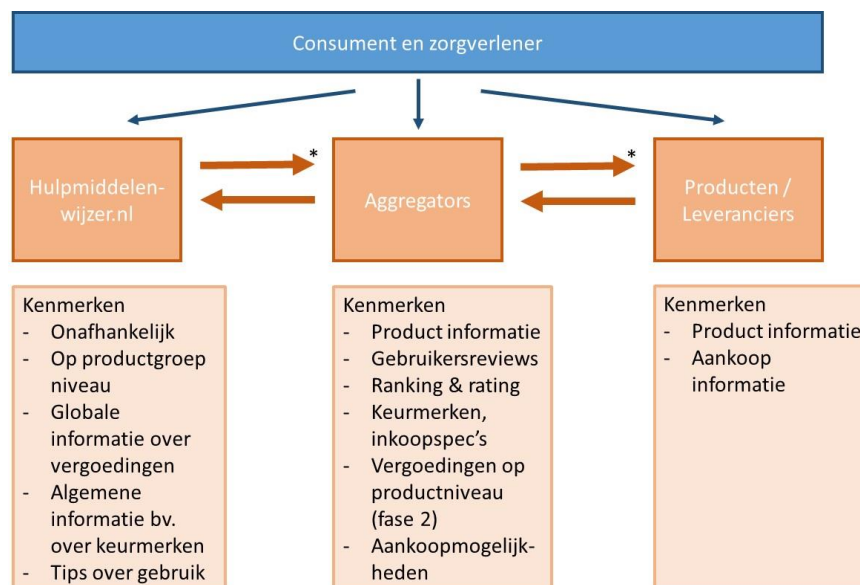 Consument en zorgverlener
*
*
Hulpmiddelen-
wijzer.nl
Aggregators
Producten /
Leveranciers
Kenmerken
- Onafhankelijk
- Op productgroep
niveau
- Globale
informatie over
vergoedingen
- Algemene
informatie bv.
over keurmerken
- Tips over gebruik
Kenmerken
- Product informatie
- Gebruikersreviews
- Ranking & rating
- Keurmerken,
inkoopspec’s
- Vergoedingen op
productniveau
(fase 2)
- Aankoopmogelijk-
heden
Kenmerken
- Product informatie
- Aankoop
informatie